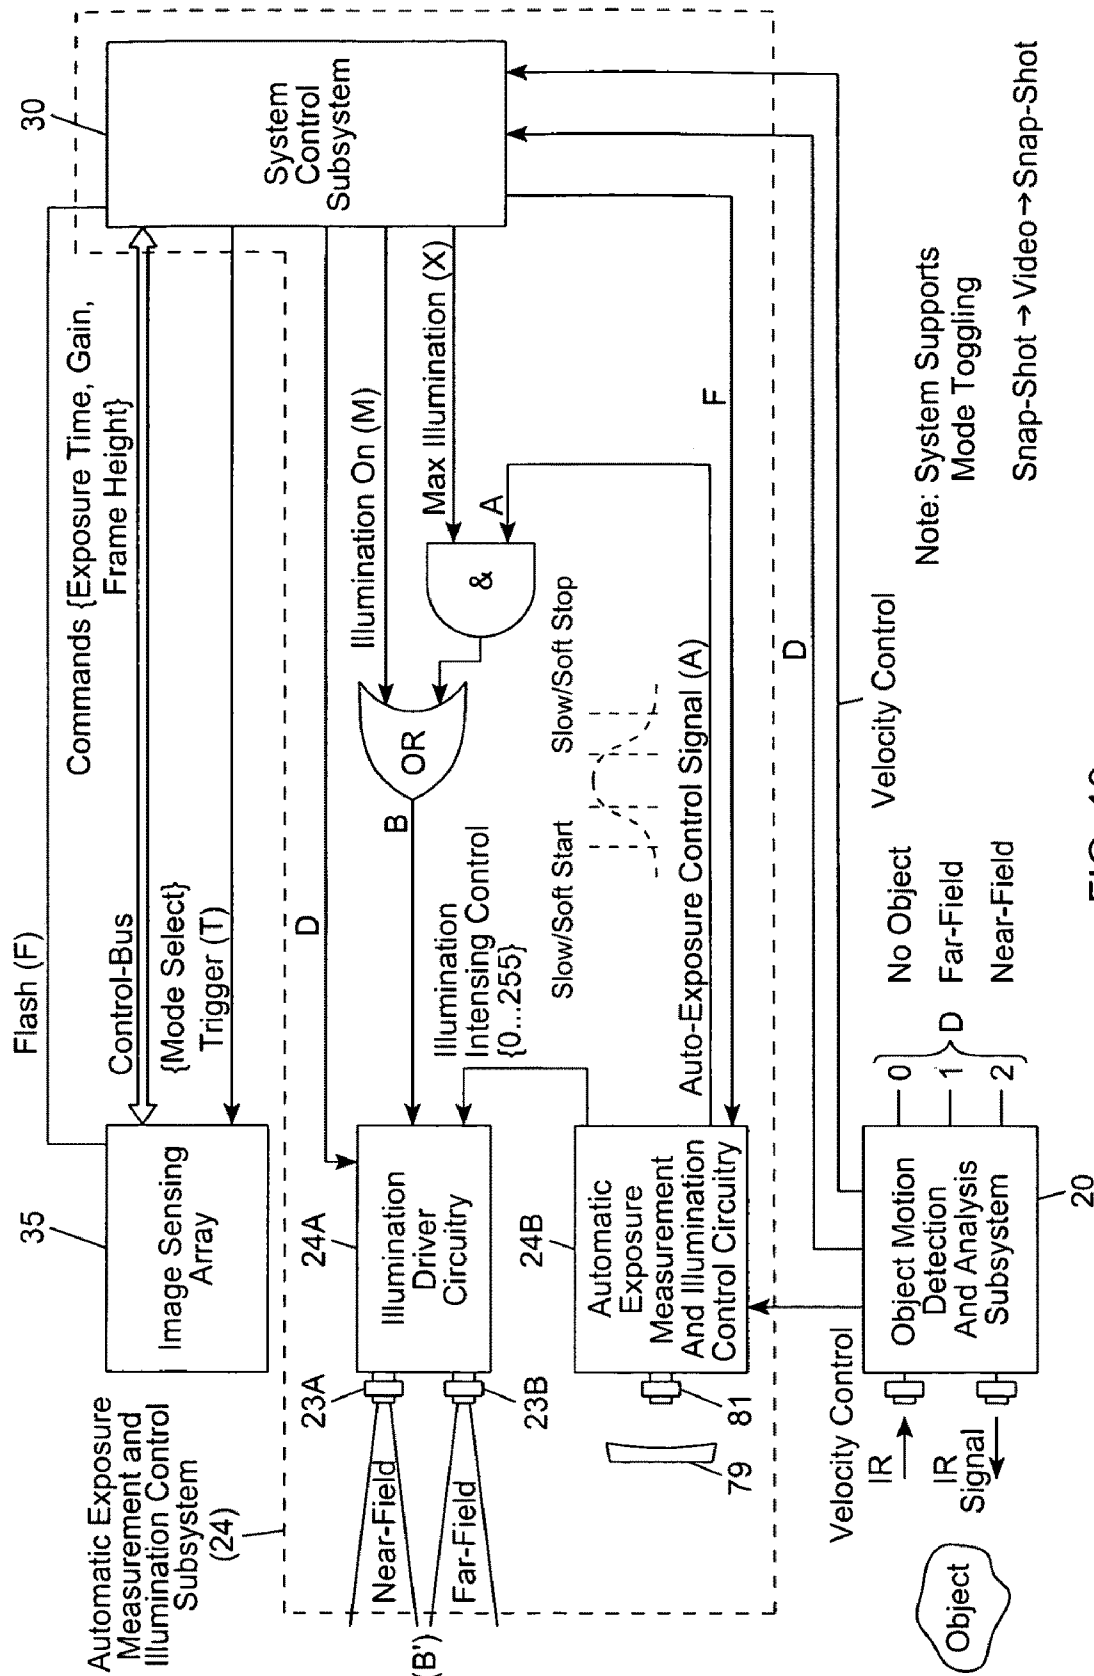 Automatic Exposure
Measurement and
Illumination Control
Subsystem
(24)
35
Image Sensing
Array
Flash (F)
Control-Bus
{Mode Select}
Trigger (T)
Commands {Exposure Time, Gain,
Frame Height}
30
System
Control
Subsystem
D
Illumination On (M)
Max Illumination (X)
A
&
OR
B
23A
24A
Illumination
Driver
Circuitry
23B
Near-Field
(B')
Far-Field
Illumination
Intensing Control
{0...255}
Slow/Soft Start
Slow/Soft Stop
24B
Automatic
Exposure
Measurement
And Illumination
Control Circuitry
81
79
Auto-Exposure Control Signal (A)
F
D
Velocity Control
Velocity Control
IR
IR
Signal
Object
Object Motion
Detection
And Analysis
Subsystem
20
0
1
2
D
No Object
Far-Field
Near-Field
Note: System Supports
Mode Toggling
Snap-Shot → Video → Snap-Shot